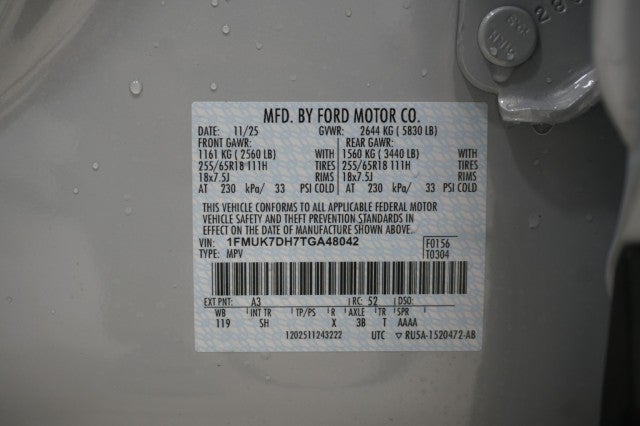 MFD. BY FORD MOTOR CO.
DATE: 11/25 GVWR: 2644 KG ( 5830 LB)
FRONT GAWR: REAR GAWR:
1161 KG ( 2560 LB) WITH 1560 KG ( 3440 LB) WITH
255/65R18 111H TIRES 255/65R18 111H TIRES
18x7.5J RIMS 18x7.5J RIMS
AT 230 kPa/ 33 PSI COLD AT 230 kPa/ 33 PSI COLD
THIS VEHICLE CONFORMS TO ALL APPLICABLE FEDERAL MOTOR
VEHICLE SAFETY AND THEFT PREVENTION STANDARDS IN
EFFECT ON THE DATE OF MANUFACTURE SHOWN ABOVE.
VIN: 1FMUK7DH7TGA48042 F0156
TYPE: MPV T0304
EXT PNT: A3 RC: 52 DSO:
WB INT TR TP/PS R AXLE TR SPR
119 SH X 3B T AAAA
1202511243222 UTC ▽ RU5A-1520472-AB